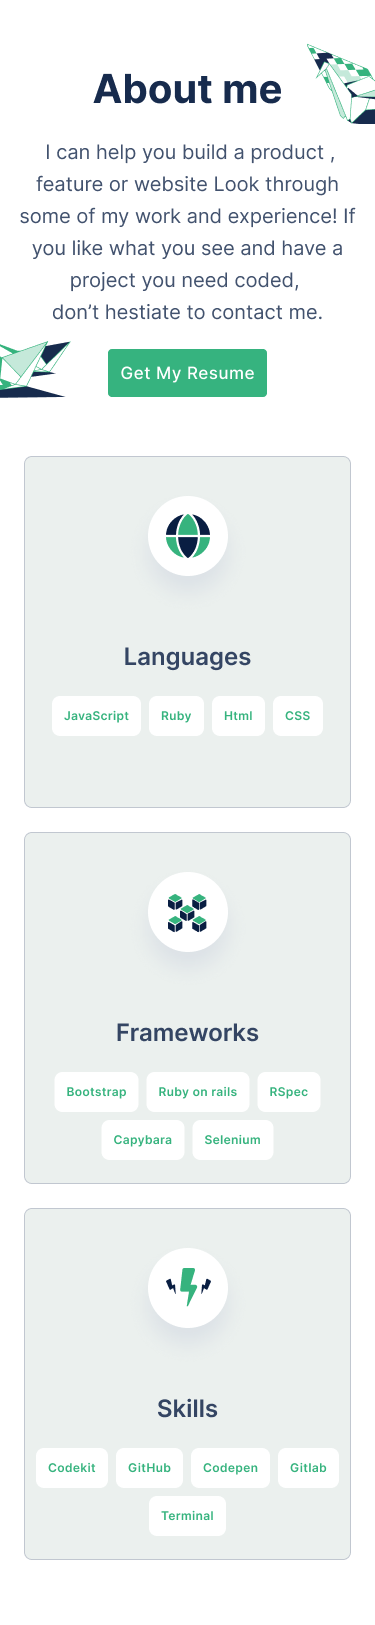 About me
I can help you build a product ,
feature or website Look through
some of my work and experience! If
you like what you see and have a
project you need coded,
don’t hestiate to contact me.
Get My Resume
Languages
JavaScript Ruby Html CSS
Frameworks
Bootstrap Ruby on rails RSpec
Capybara Selenium
Skills
Codekit GitHub Codepen Gitlab
Terminal